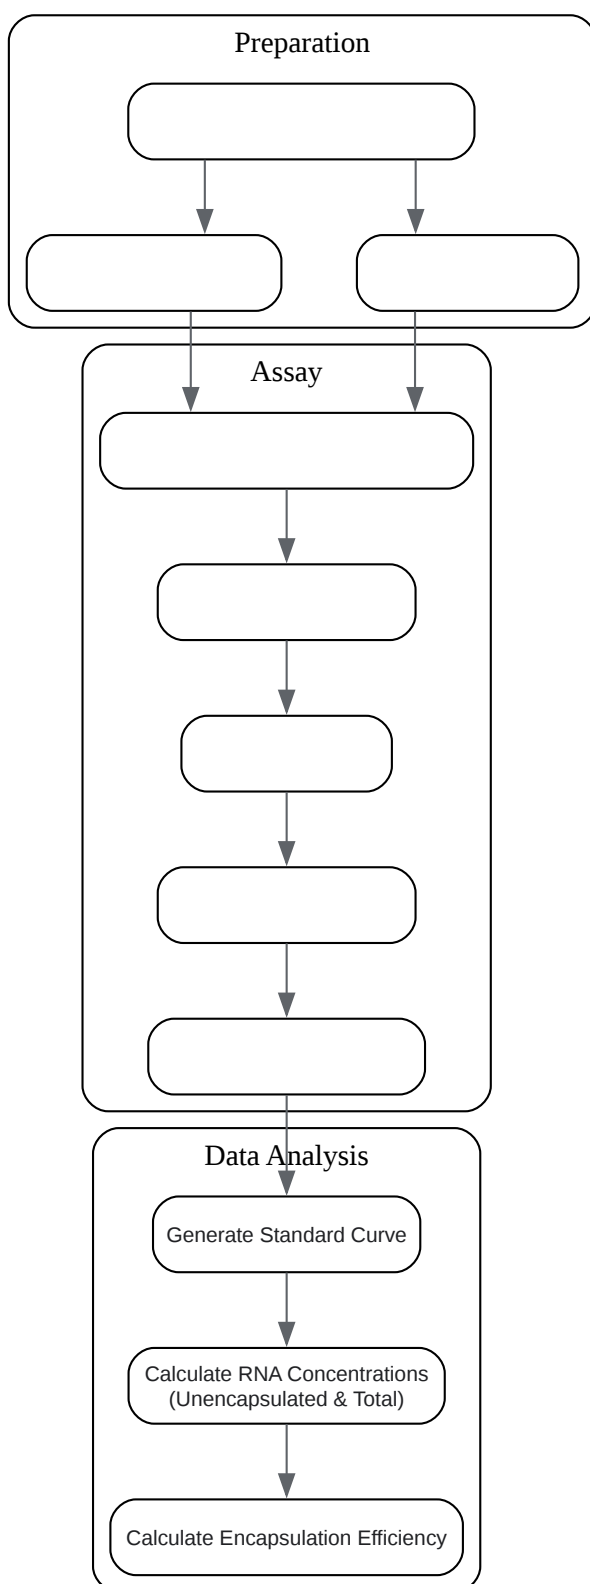 Preparation
Assay
Data Analysis
Generate Standard Curve
Calculate RNA Concentrations
(Unencapsulated & Total)
Calculate Encapsulation Efficiency